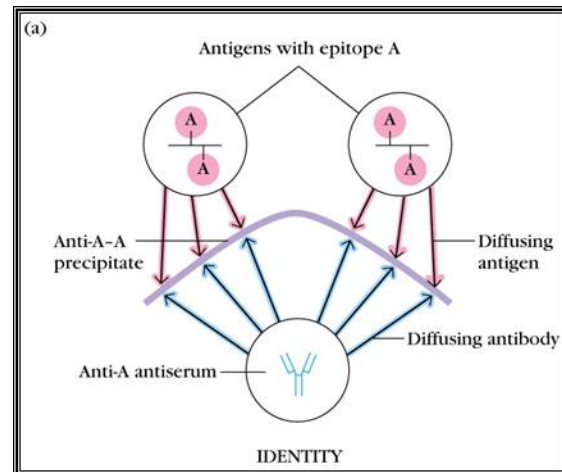 (a)
Antigens with epitope A
A
A
A
A
Anti-A–A
precipitate
Diffusing
antigen
Diffusing antibody
Anti-A antiserum
IDENTITY